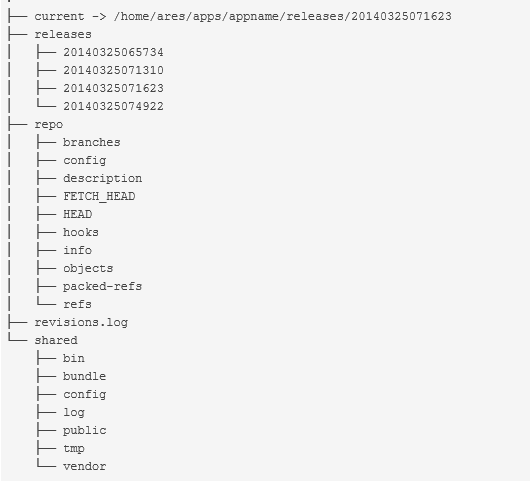 ├── current -> /home/ares/apps/appname/releases/20140325071623
├── releases
│   ├── 20140325065734
│   ├── 20140325071310
│   ├── 20140325071623
│   └── 20140325074922
├── repo
│   ├── branches
│   ├── config
│   ├── description
│   ├── FETCH_HEAD
│   ├── HEAD
│   ├── hooks
│   ├── info
│   ├── objects
│   ├── packed-refs
│   └── refs
├── revisions.log
└── shared
    ├── bin
    ├── bundle
    ├── config
    ├── log
    ├── public
    ├── tmp
    └── vendor